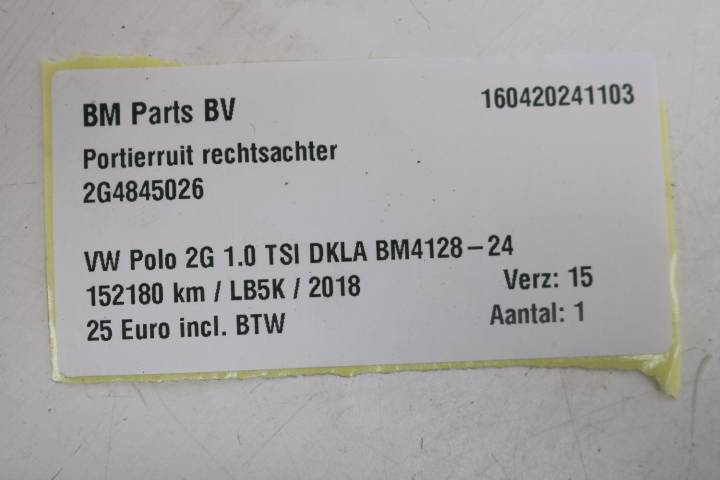 BM Parts BV 160420241103
Portierruit rechtsachter
2G4845026
VW Polo 2G 1.0 TSI DKLA BM4128-24
152180 km / LB5K / 2018 Verz: 15
25 Euro incl. BTW Aantal: 1